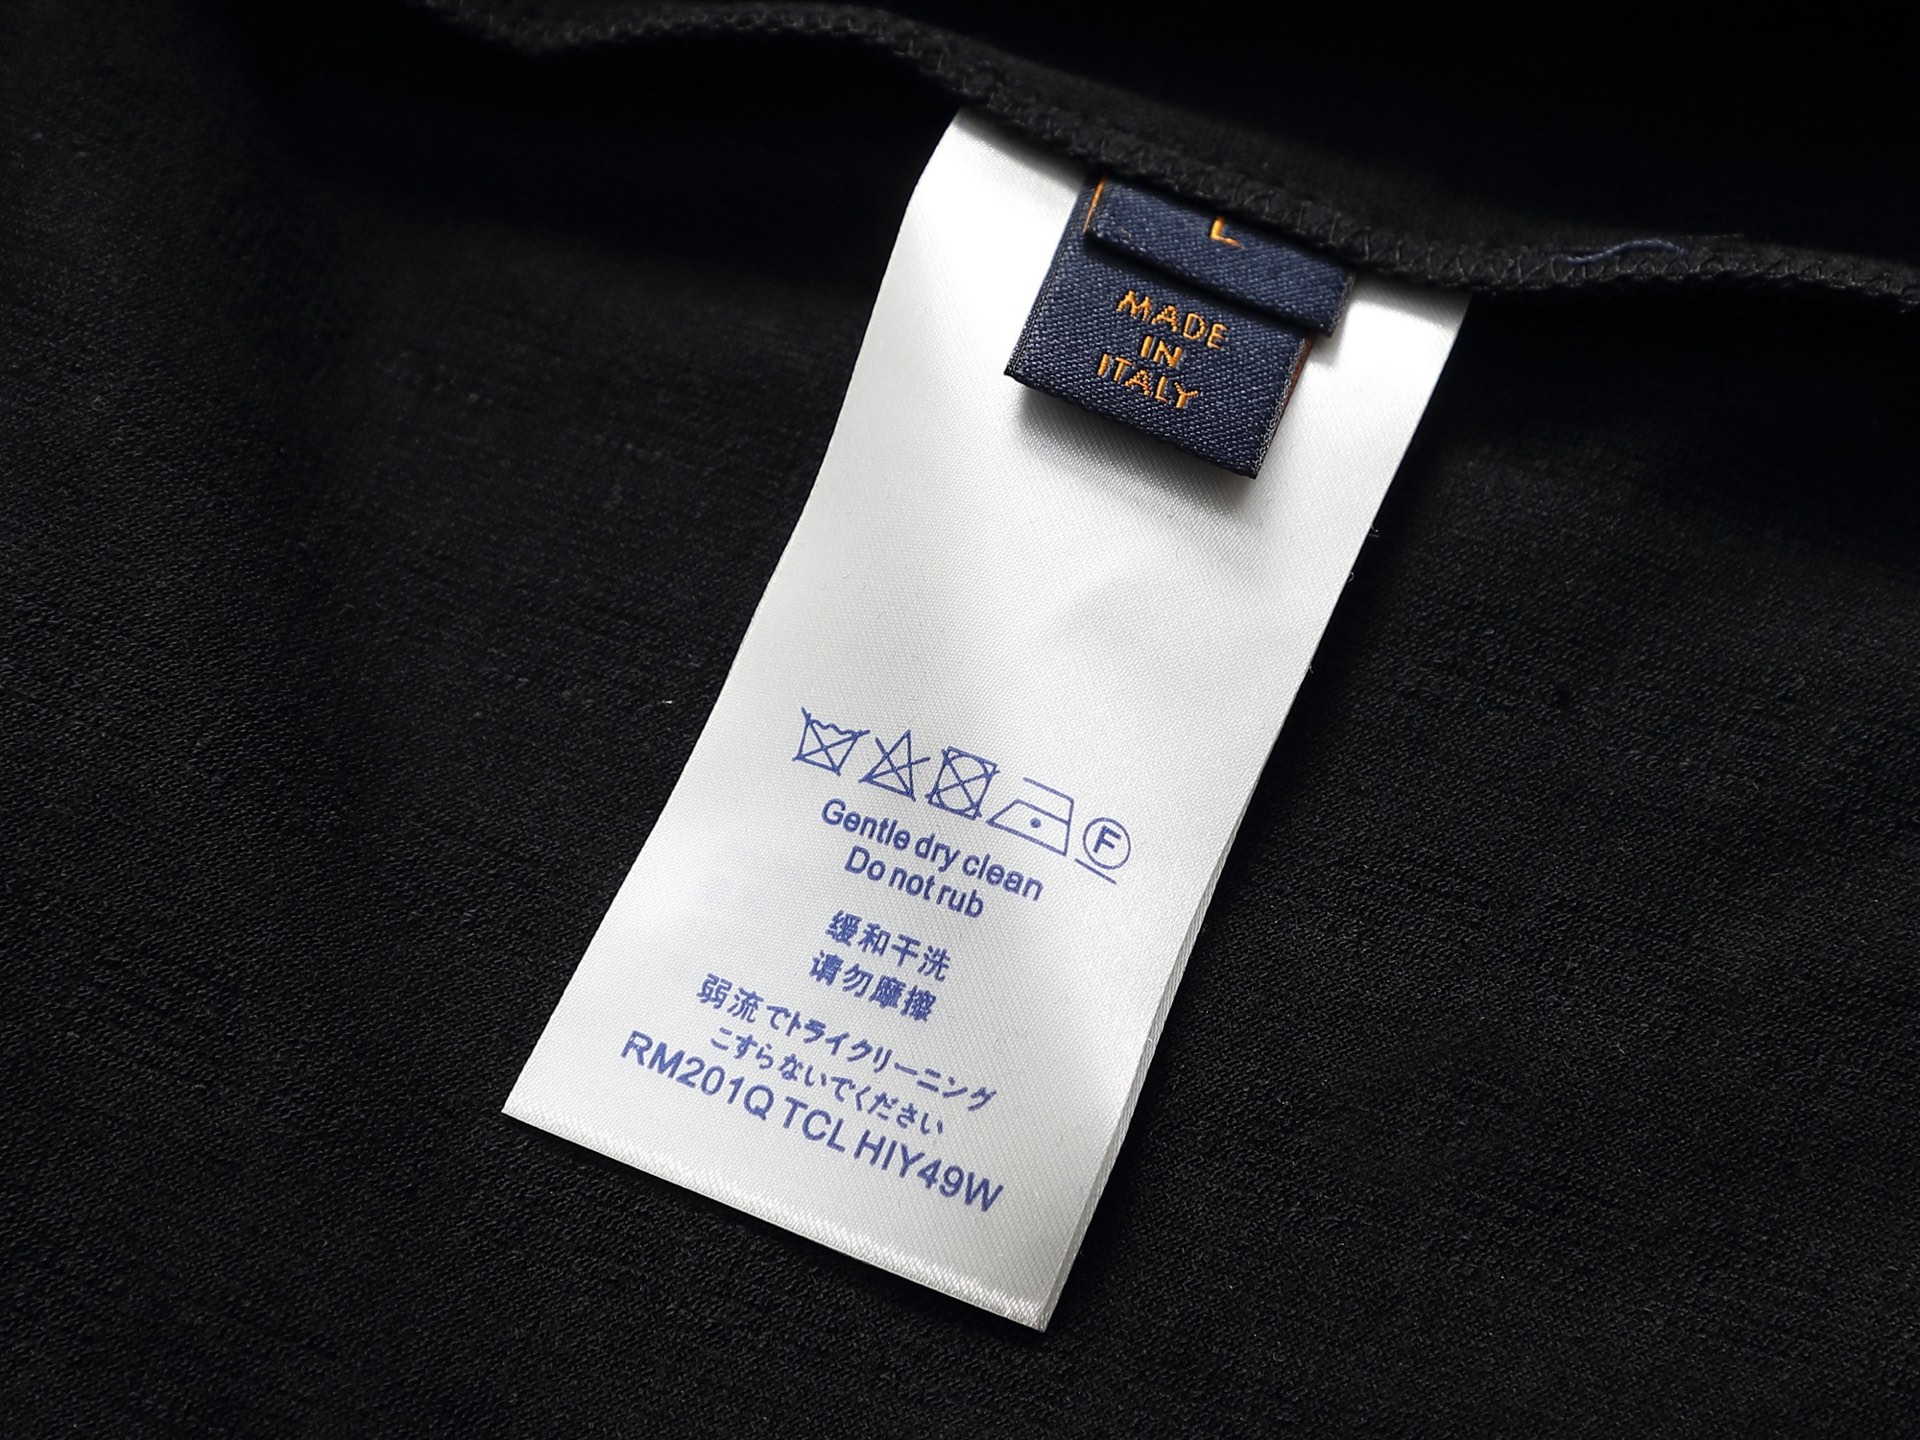 L
MADE
IN
ITALY
F
Gentle dry clean
Do not rub
缓和干洗
请勿摩擦
弱流でトライクリーニング
こすらないでください
RM201Q TCL HIY49W